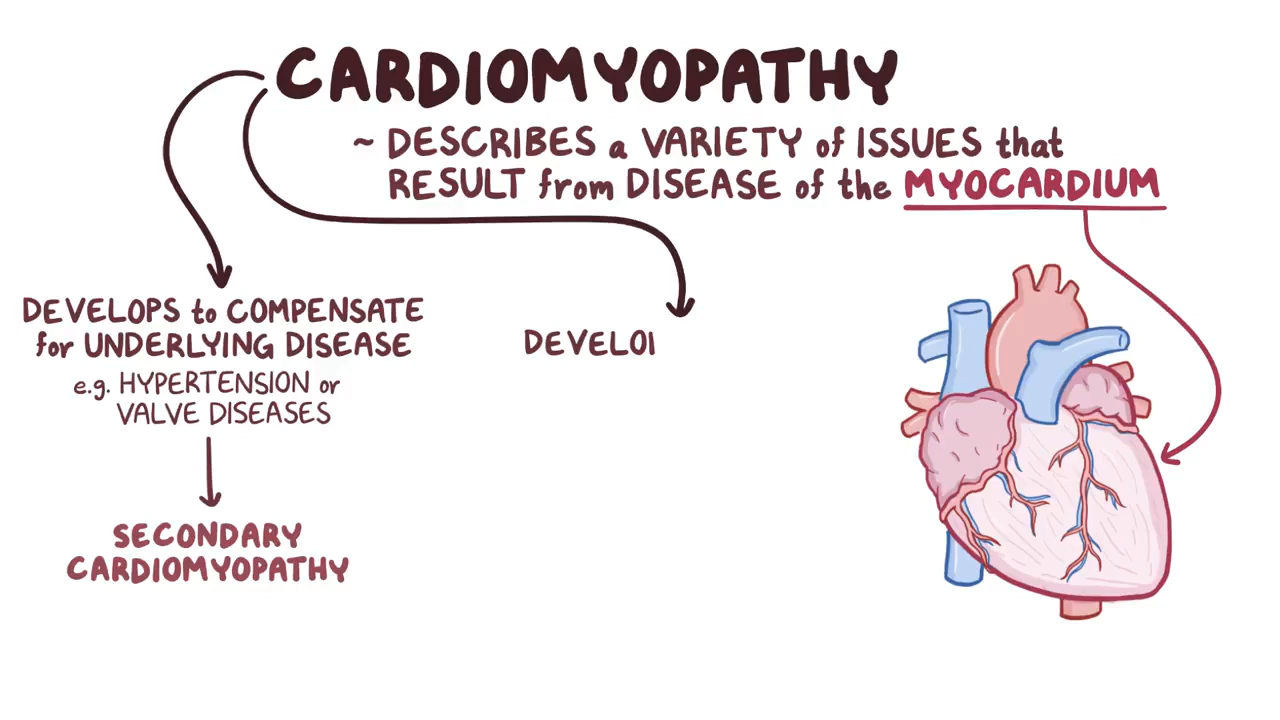 CARDIOMYOPATHY
~ DESCRIBES a VARIETY of ISSUES that
RESULT from DISEASE of the MYOCARDIUM
DEVELOPS to COMPENSATE
for UNDERLYING DISEASE
e.g. HYPERTENSION or
VALVE DISEASES
SECONDARY
CARDIOMYOPATHY